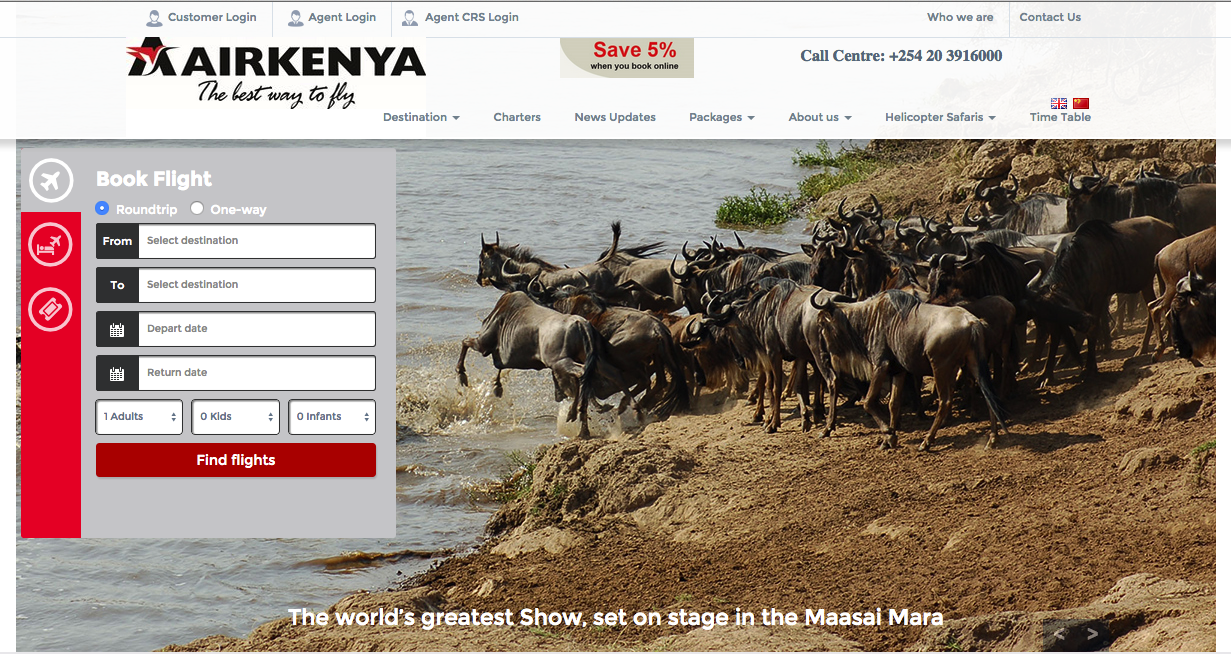 Customer Login
Agent Login
Agent CRS Login
Who we are
Contact Us
AIRKENYA
The best way to fly
Save 5%
when you book online
Call Centre: +254 20 3916000
Destination
Charters
News Updates
Packages
About us
Helicopter Safaris
Time Table
Book Flight
Roundtrip
One-way
From
Select destination
To
Select destination
Depart date
Return date
1 Adults
0 Kids
0 Infants
Find flights
The world's greatest Show, set on stage in the Maasai Mara
< >